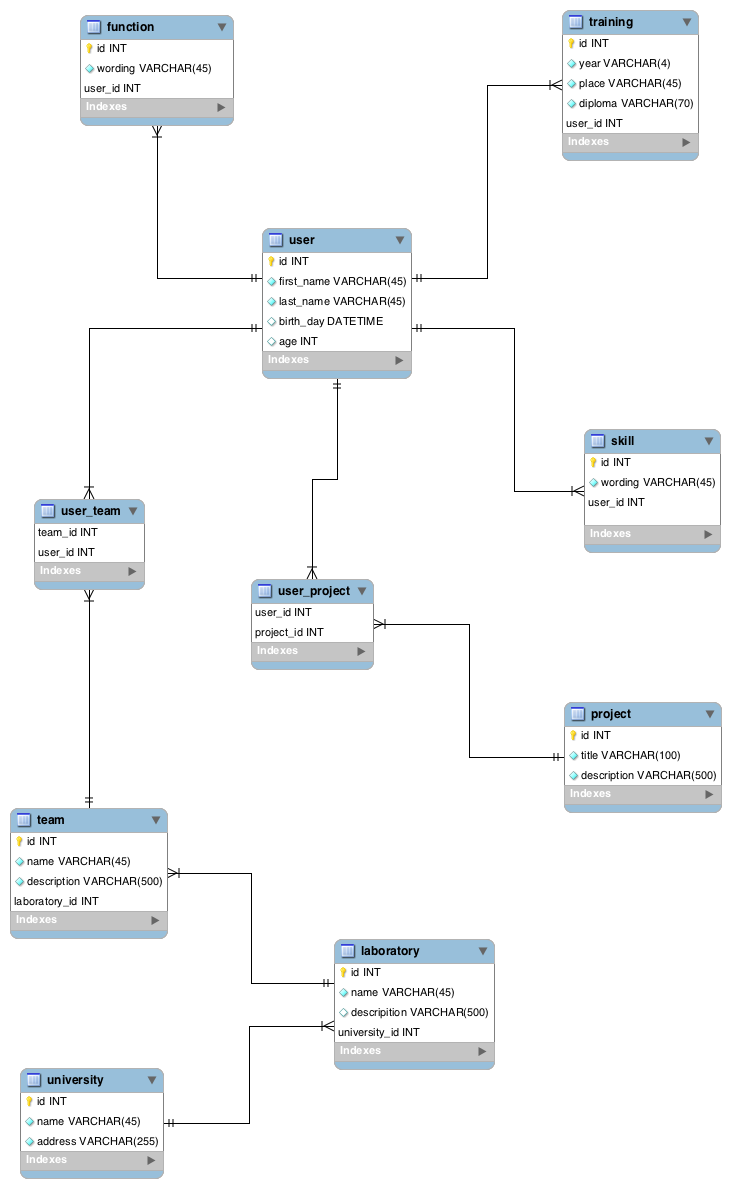 function
id INT
wording VARCHAR(45)
user_id INT
Indexes
training
id INT
year VARCHAR(4)
place VARCHAR(45)
diploma VARCHAR(70)
user_id INT
Indexes
user
id INT
first_name VARCHAR(45)
last_name VARCHAR(45)
birth_day DATETIME
age INT
Indexes
skill
id INT
wording VARCHAR(45)
user_id INT
Indexes
user_team
team_id INT
user_id INT
Indexes
user_project
user_id INT
project_id INT
Indexes
project
id INT
title VARCHAR(100)
description VARCHAR(500)
Indexes
team
id INT
name VARCHAR(45)
description VARCHAR(500)
laboratory_id INT
Indexes
laboratory
id INT
name VARCHAR(45)
descripition VARCHAR(500)
university_id INT
Indexes
university
id INT
name VARCHAR(45)
address VARCHAR(255)
Indexes